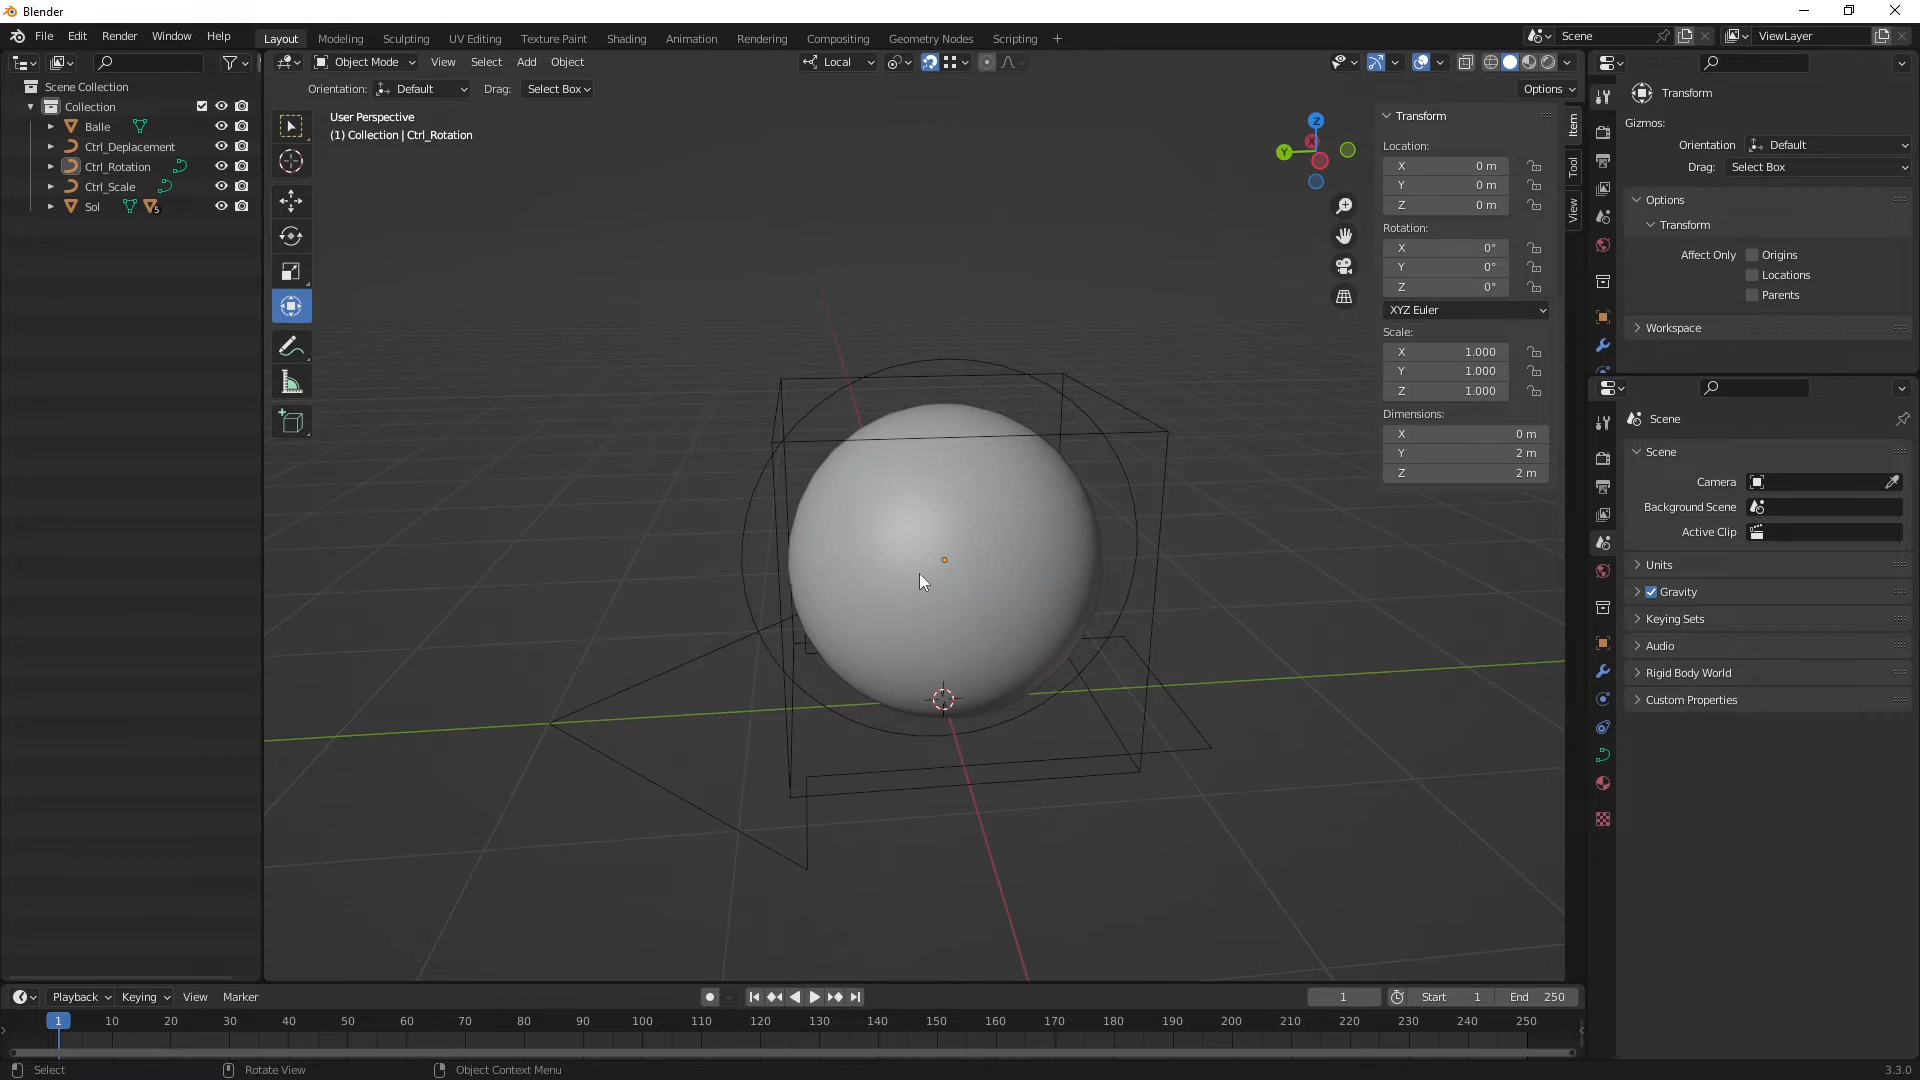 Blender
File Edit Render Window Help
Layout Modeling Sculpting UV Editing Texture Paint Shading Animation Rendering Compositing Geometry Nodes Scripting +
Scene
ViewLayer
Object Mode View Select Add Object
Local
Orientation: Default Drag: Select Box
Options
Scene Collection
Collection
Balle
Ctrl_Deplacement
Ctrl_Rotation
Ctrl_Scale
Sol 5
User Perspective
(1) Collection | Ctrl_Rotation
Z
X
Y
Transform
Location:
X 0 m
Y 0 m
Z 0 m
Rotation:
X 0°
Y 0°
Z 0°
XYZ Euler
Scale:
X 1.000
Y 1.000
Z 1.000
Dimensions:
X 0 m
Y 2 m
Z 2 m
Item
Tool
View
Transform
Gizmos:
Orientation Default
Drag: Select Box
Options
Transform
Affect Only Origins
Locations
Parents
Workspace
Scene
Scene
Camera
Background Scene
Active Clip
Units
Gravity
Keying Sets
Audio
Rigid Body World
Custom Properties
Playback Keying View Marker
1 Start 1 End 250
1 10 20 30 40 50 60 70 80 90 100 110 120 130 140 150 160 170 180 190 200 210 220 230 240 250
Select Rotate View Object Context Menu
3.3.0